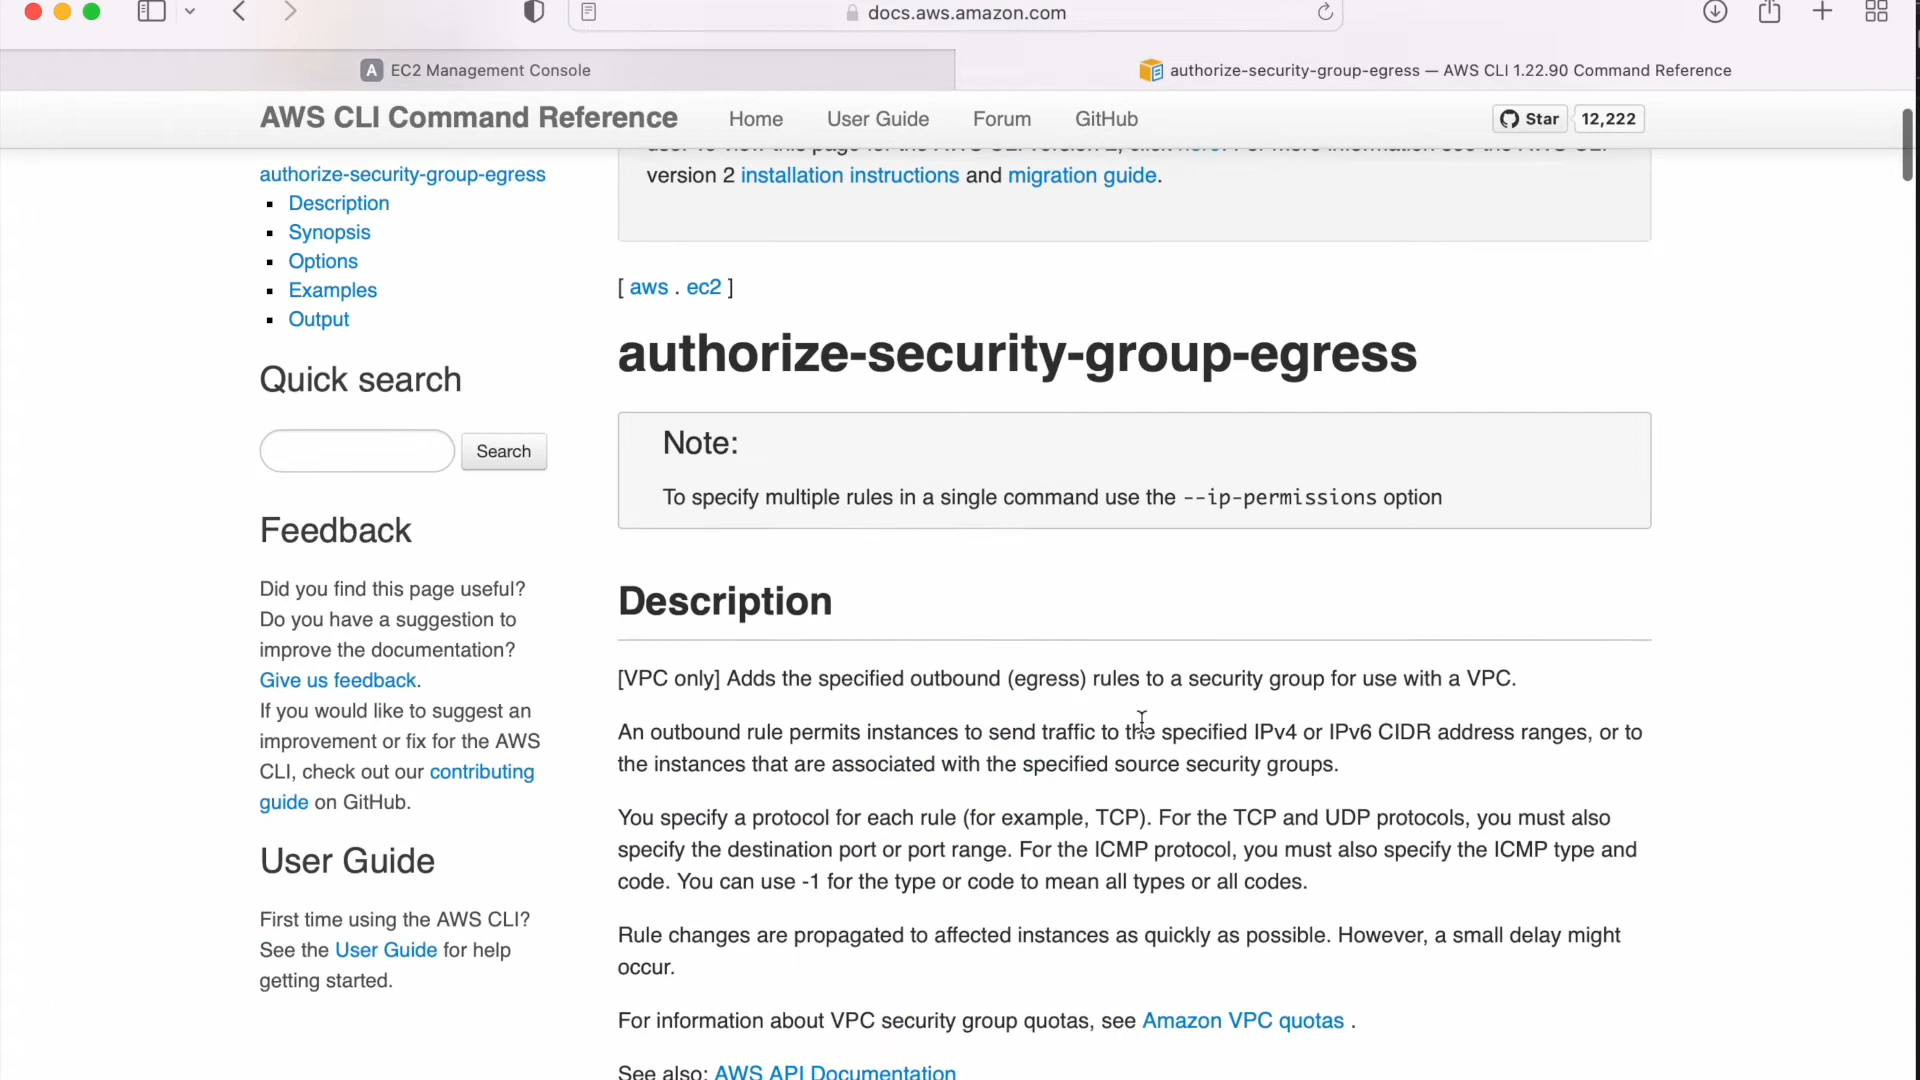 docs.aws.amazon.com
A EC2 Management Console
authorize-security-group-egress — AWS CLI 1.22.90 Command Reference
AWS CLI Command Reference
Home
User Guide
Forum
GitHub
Star
12,222
authorize-security-group-egress
Description
Synopsis
Options
Examples
Output
Quick search
Search
Feedback
Did you find this page useful?
Do you have a suggestion to
improve the documentation?
Give us feedback.
If you would like to suggest an
improvement or fix for the AWS
CLI, check out our contributing
guide on GitHub.
User Guide
First time using the AWS CLI?
See the User Guide for help
getting started.
version 2 installation instructions and migration guide.
[ aws . ec2 ]
authorize-security-group-egress
Note:
To specify multiple rules in a single command use the --ip-permissions option
Description
[VPC only] Adds the specified outbound (egress) rules to a security group for use with a VPC.
An outbound rule permits instances to send traffic to the specified IPv4 or IPv6 CIDR address ranges, or to
the instances that are associated with the specified source security groups.
You specify a protocol for each rule (for example, TCP). For the TCP and UDP protocols, you must also
specify the destination port or port range. For the ICMP protocol, you must also specify the ICMP type and
code. You can use -1 for the type or code to mean all types or all codes.
Rule changes are propagated to affected instances as quickly as possible. However, a small delay might
occur.
For information about VPC security group quotas, see Amazon VPC quotas .
See also: AWS API Documentation